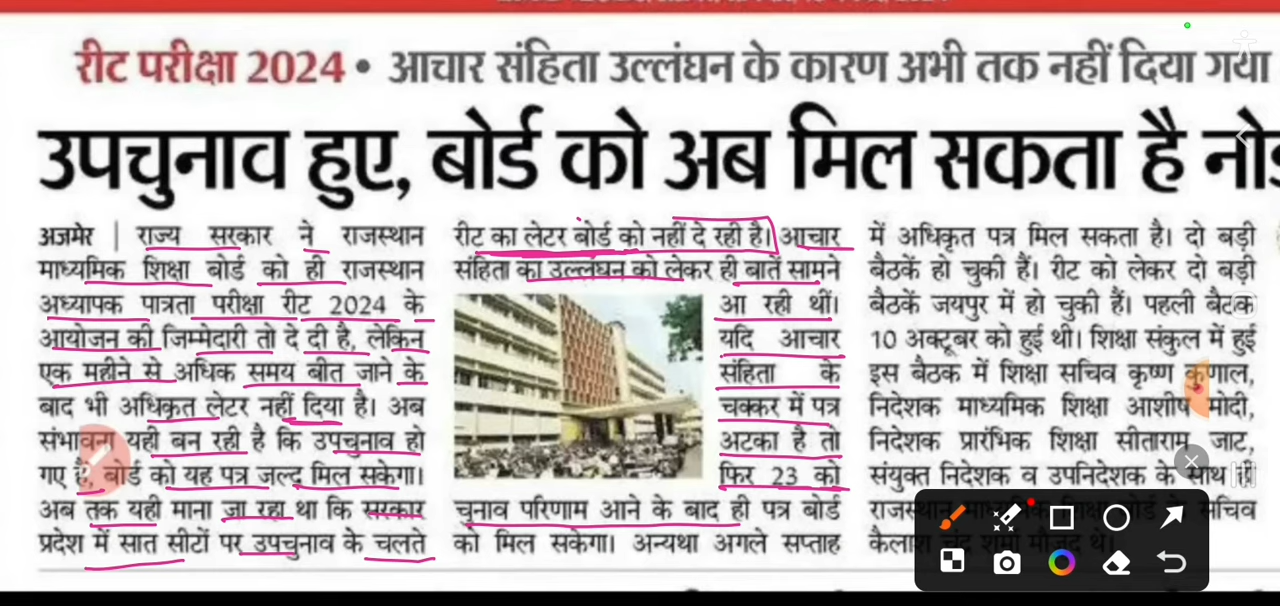 रीट परीक्षा 2024 • आचार संहिता उल्लंघन के कारण अभी तक नहीं दिया गया
उपचुनाव हुए, बोर्ड को अब मिल सकता है
अजमेर | राज्य सरकार ने राजस्थान
माध्यमिक शिक्षा बोर्ड को ही राजस्थान
अध्यापक पात्रता परीक्षा रीट 2024 के
आयोजन की जिम्मेदारी तो दे दी है, लेकिन
एक महीने से अधिक समय बीत जाने के
बाद भी अधिकृत लेटर नहीं दिया है। अब
संभावना यही बन रही है कि उपचुनाव हो
गए है, बोर्ड को यह पत्र जल्द मिल सकेगा।
अब तक यही माना जा रहा था कि सरकार
प्रदेश में सात सीटों पर उपचुनाव के चलते
रीट का लेटर बोर्ड को नहीं दे रही है। आचार
संहिता का उल्लंघन को लेकर ही बातें सामने
आ रही थीं।
यदि आचार
संहिता के
चक्कर में पत्र
अटका है तो
फिर 23 को
चुनाव परिणाम आने के बाद ही पत्र बोर्ड
को मिल सकेगा। अन्यथा अगले सप्ताह
में अधिकृत पत्र मिल सकता है। दो बड़ी
बैठकें हो चुकी हैं। रीट को लेकर दो बड़ी
बैठकें जयपुर में हो चुकी हैं। पहली बैठक
10 अक्टूबर को हुई थी। शिक्षा संकुल में हुई
इस बैठक में शिक्षा सचिव कृष्ण कुणाल,
निदेशक माध्यमिक शिक्षा आशीष मोदी,
निदेशक प्रारंभिक शिक्षा सीताराम जाट,
संयुक्त निदेशक व उपनिदेशक के साथ ही
राजस्थान माध्यमिक शिक्षा बोर्ड के सचिव
कैलाश चंद्र शर्मा मौजूद थे।